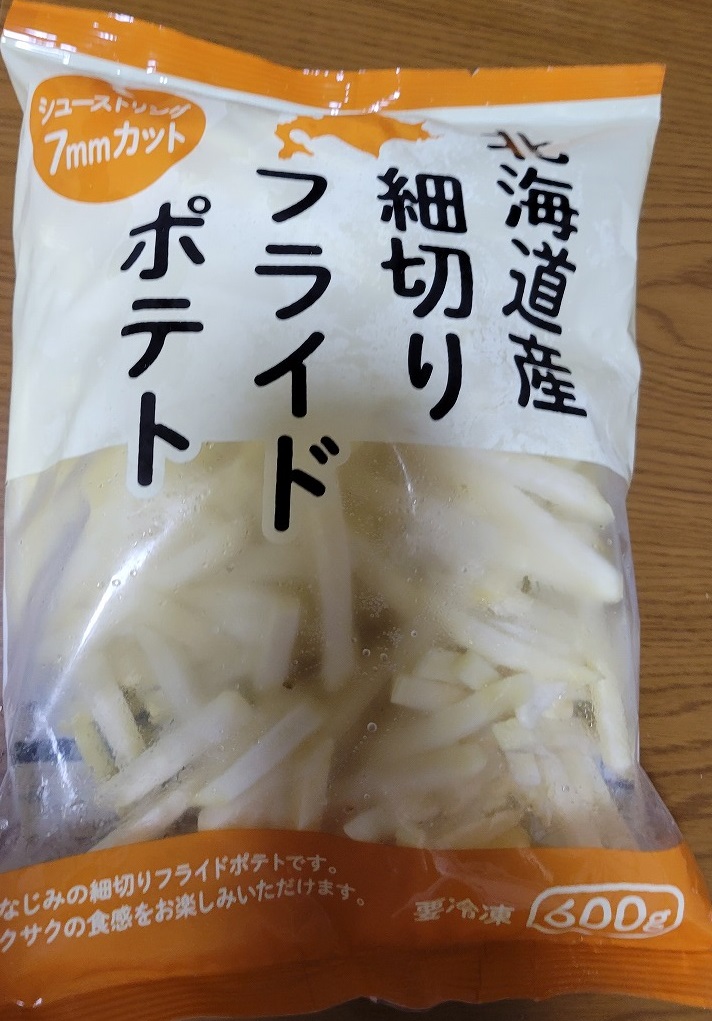 シューストリング
7mmカット
北海道産
細切り
フライド
ポテト
なじみの細切りフライドポテトです。
クサクの食感をお楽しみいただけます。
要冷凍 600g